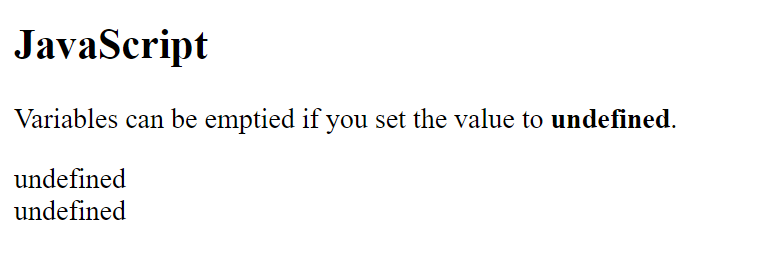 JavaScript
Variables can be emptied if you set the value to undefined.
undefined
undefined